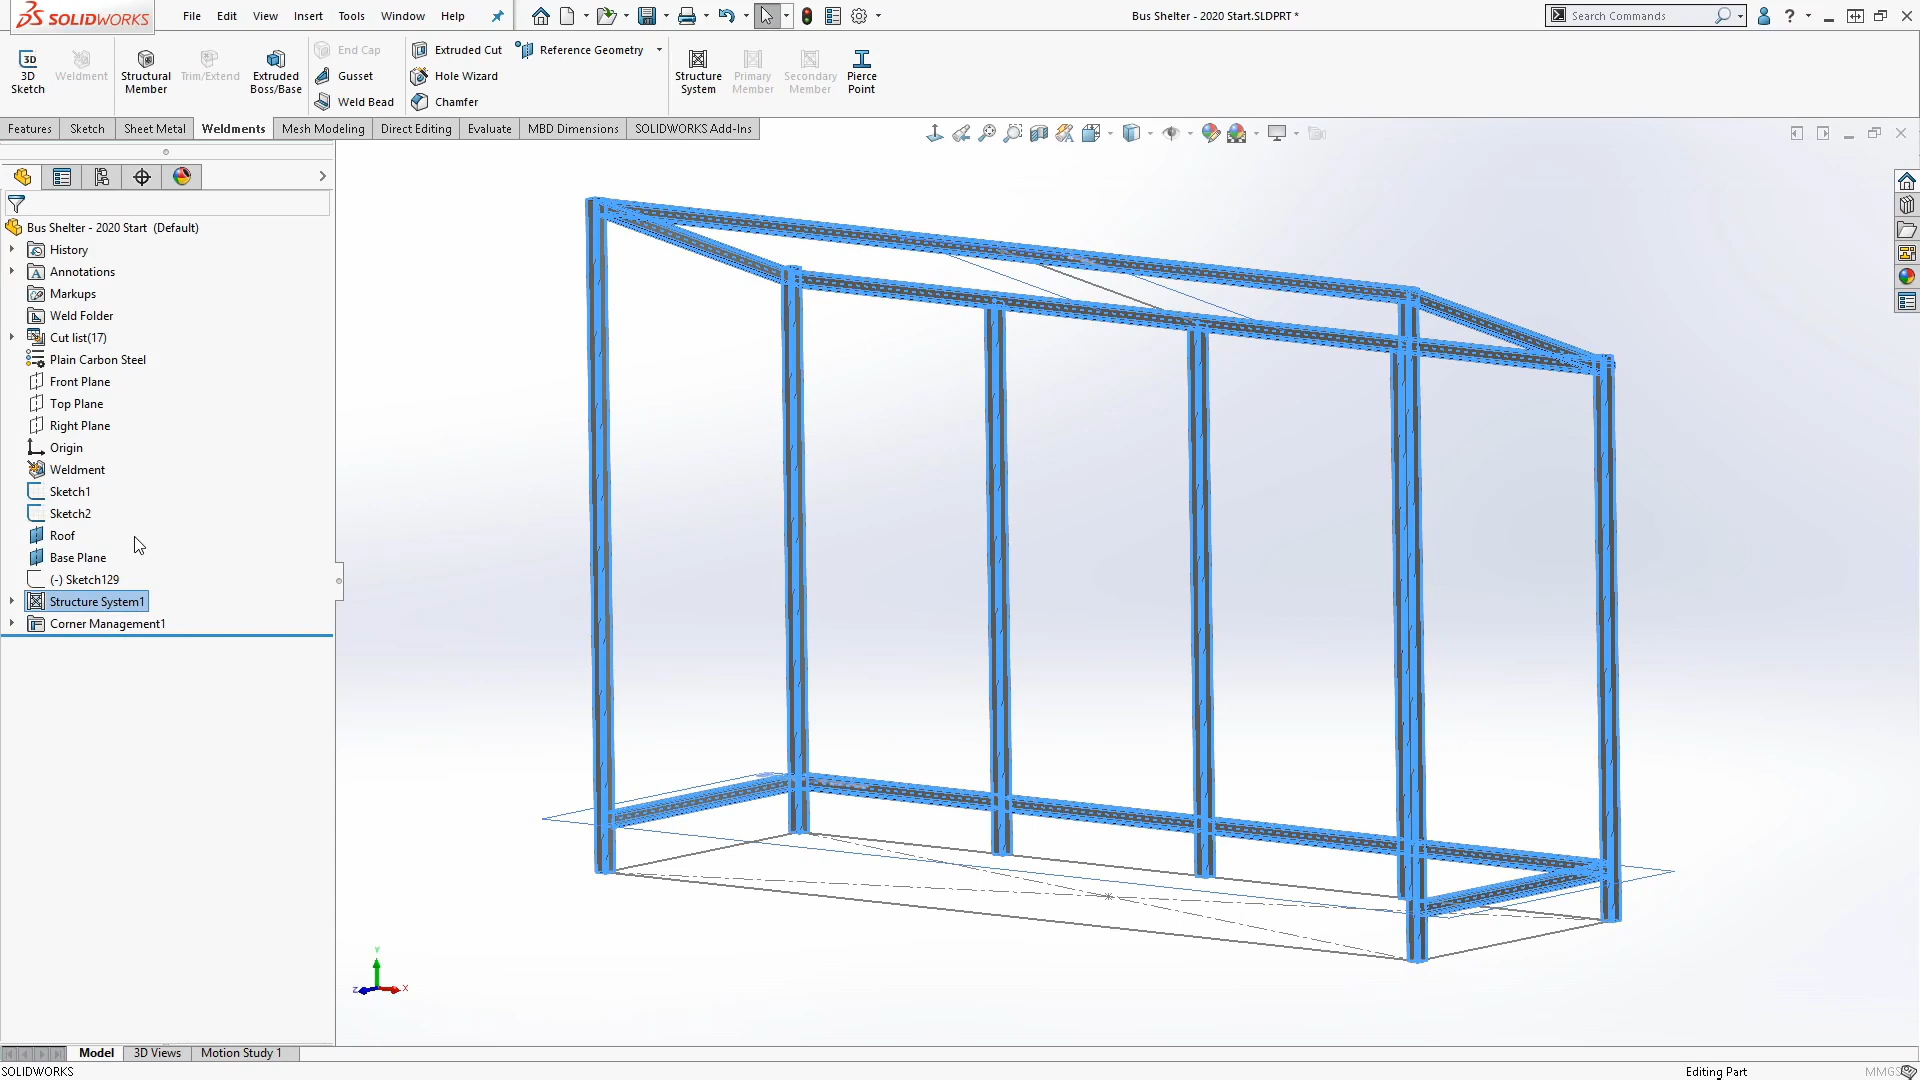 SOLIDWORKS File Edit View Insert Tools Window Help Bus Shelter - 2020 Start.SLDPRT * Search Commands ?
3D Sketch
Weldment
Structural Member
Trim/Extend
Extruded Boss/Base
End Cap
Gusset
Weld Bead
Extruded Cut
Hole Wizard
Chamfer
Reference Geometry
Structure System
Primary Member
Secondary Member
Pierce Point
Features Sketch Sheet Metal Weldments Mesh Modeling Direct Editing Evaluate MBD Dimensions SOLIDWORKS Add-Ins
Bus Shelter - 2020 Start (Default)
History
Annotations
Markups
Weld Folder
Cut list(17)
Plain Carbon Steel
Front Plane
Top Plane
Right Plane
Origin
Weldment
Sketch1
Sketch2
Roof
Base Plane
(-) Sketch129
Structure System1
Corner Management1
Y
Z X
Model 3D Views Motion Study 1
SOLIDWORKS Editing Part MMGS